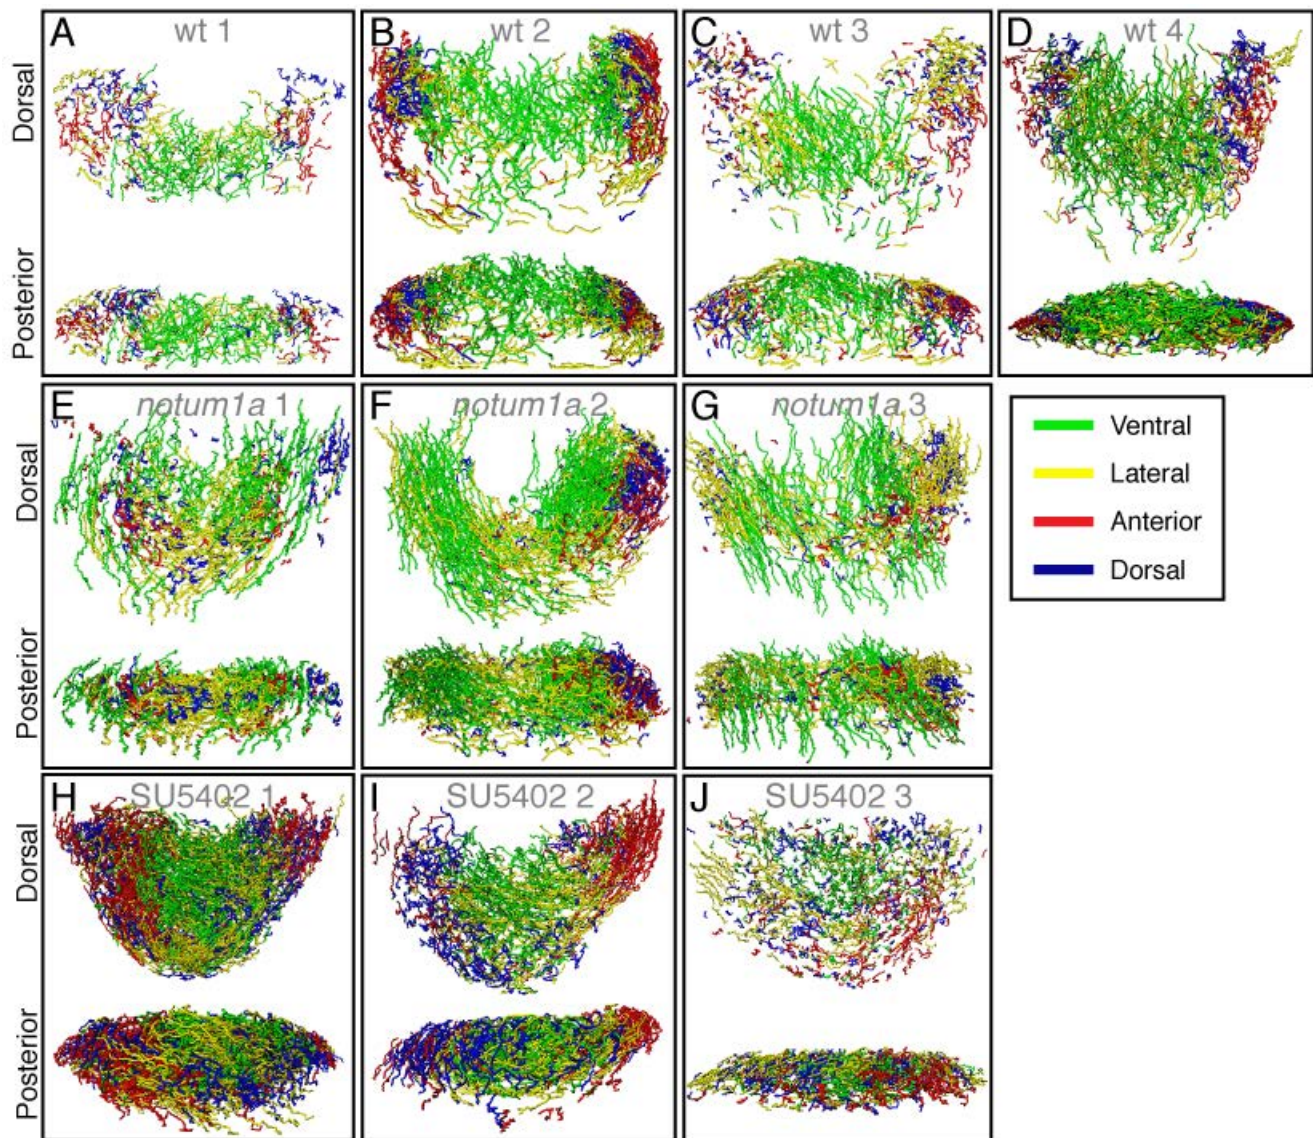 A wt 1
B wt 2
C wt 3
D wt 4
Dorsal
Posterior
E notum1a 1
F notum1a 2
G notum1a 3
Dorsal
Posterior
Ventral
Lateral
Anterior
Dorsal
H SU5402 1
I SU5402 2
J SU5402 3
Dorsal
Posterior